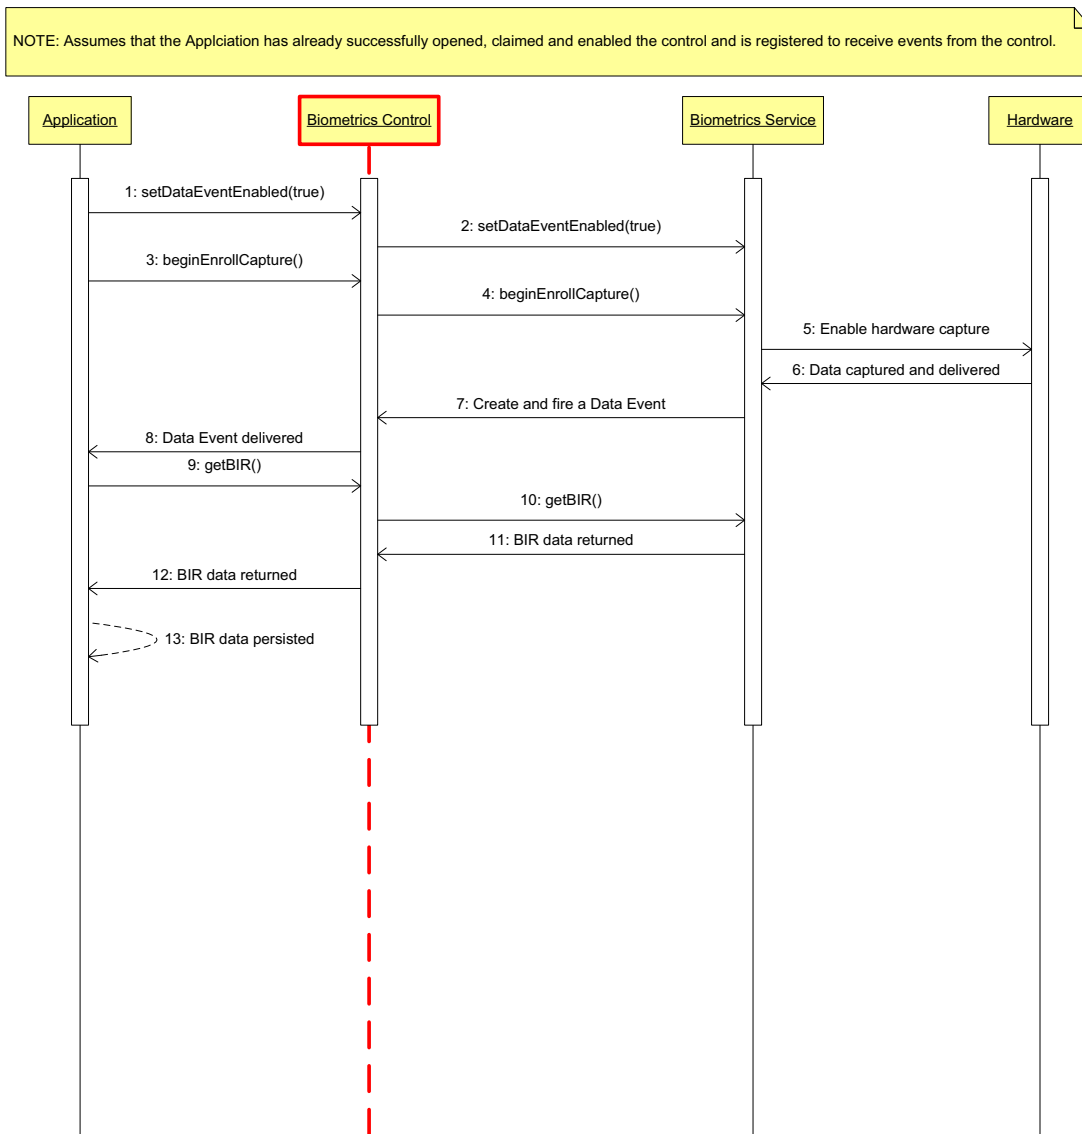 NOTE: Assumes that the Applciation has already successfully opened, claimed and enabled the control and is registered to receive events from the control.
Application
Biometrics Control
Biometrics Service
Hardware
1: setDataEventEnabled(true)
2: setDataEventEnabled(true)
3: beginEnrollCapture()
4: beginEnrollCapture()
5: Enable hardware capture
6: Data captured and delivered
7: Create and fire a Data Event
8: Data Event delivered
9: getBIR()
10: getBIR()
11: BIR data returned
12: BIR data returned
13: BIR data persisted